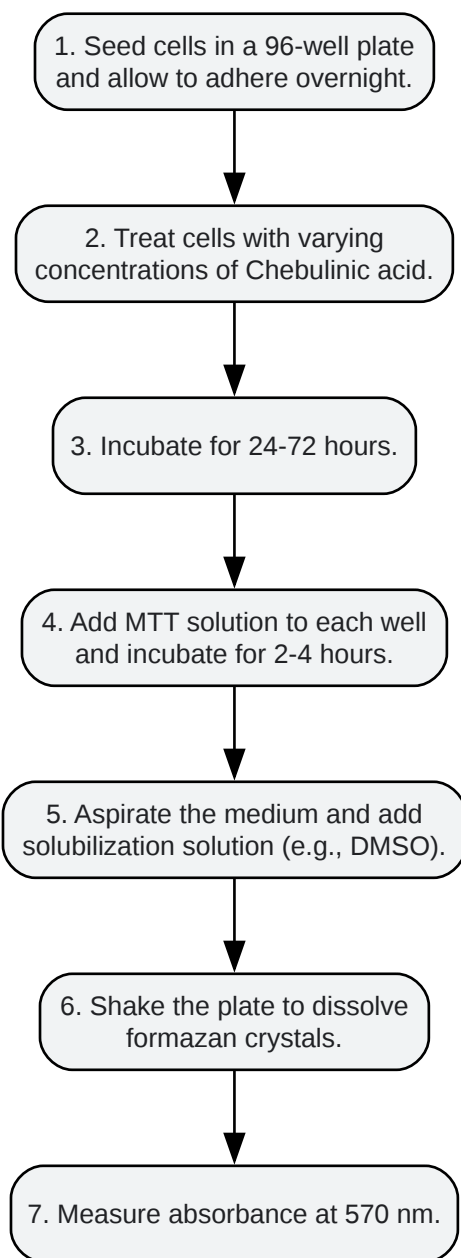 1. Seed cells in a 96-well plate
and allow to adhere overnight.
2. Treat cells with varying
concentrations of Chebulinic acid.
3. Incubate for 24-72 hours.
4. Add MTT solution to each well
and incubate for 2-4 hours.
5. Aspirate the medium and add
solubilization solution (e.g., DMSO).
6. Shake the plate to dissolve
formazan crystals.
7. Measure absorbance at 570 nm.